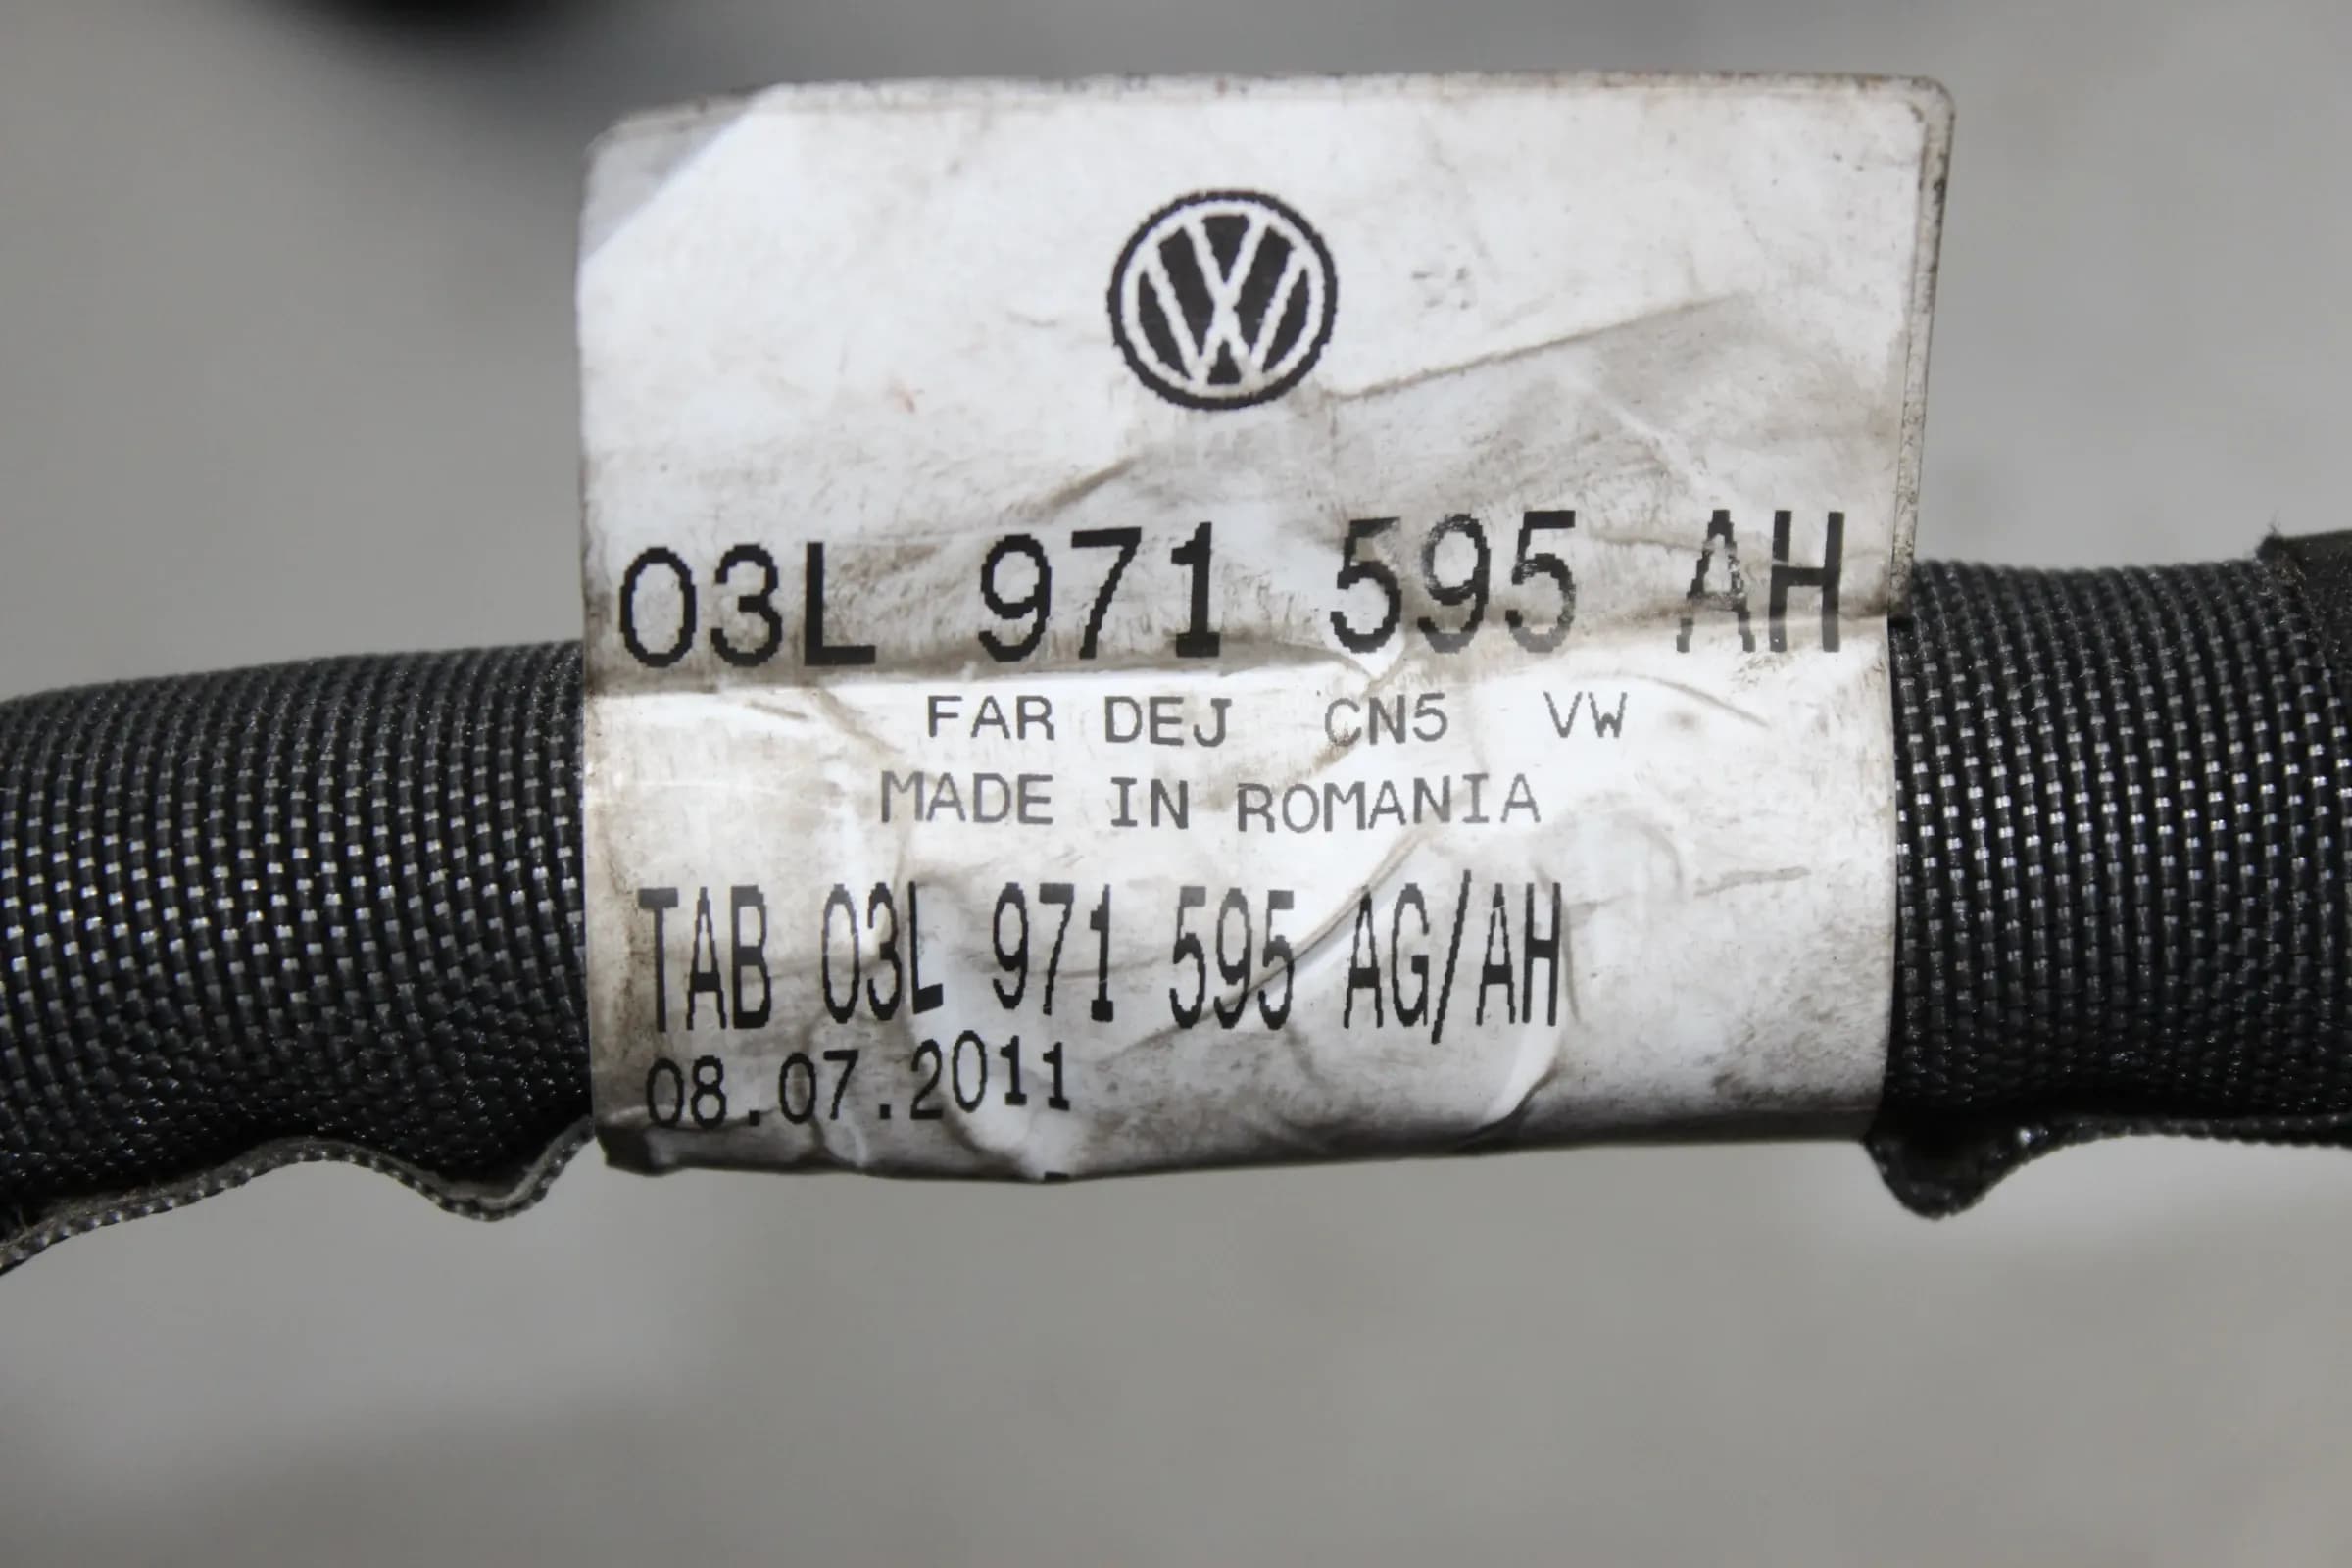 03L 971 595 AH
FAR DEJ CN5 VW
MADE IN ROMANIA
TAB 03L 971 595 AG/AH
08.07.2011